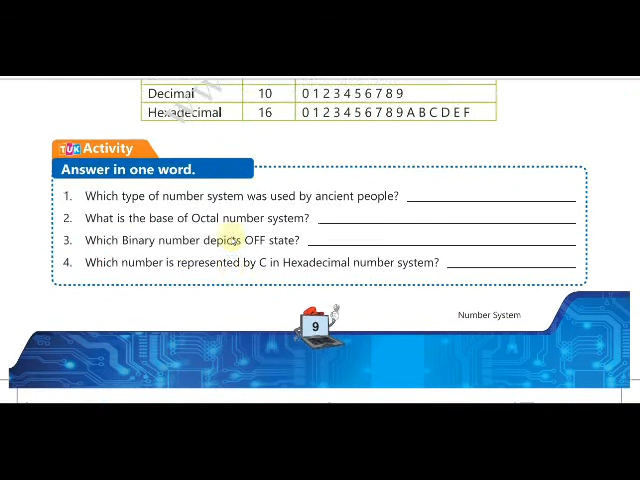 Decimal 10 0 1 2 3 4 5 6 7 8 9
Hexadecimal 16 0 1 2 3 4 5 6 7 8 9 A B C D E F
TUK Activity
Answer in one word.
1. Which type of number system was used by ancient people?
2. What is the base of Octal number system?
3. Which Binary number depicts OFF state?
4. Which number is represented by C in Hexadecimal number system?
Number System
9